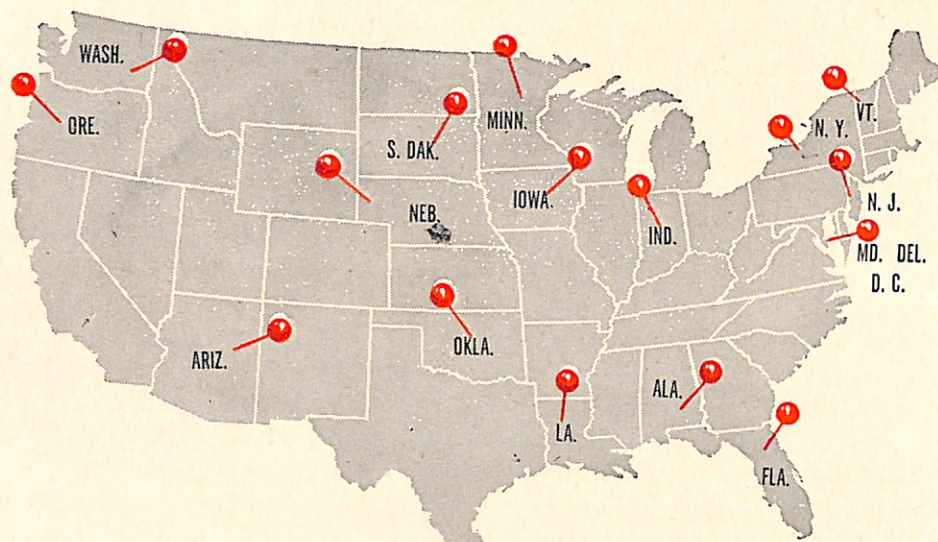 WASH.
ORE.
MINN.
VT.
N. Y.
S. DAK.
IOWA.
N. J.
NEB.
IND.
MD. DEL.
D. C.
OKLA.
ARIZ.
ALA.
LA.
FLA.